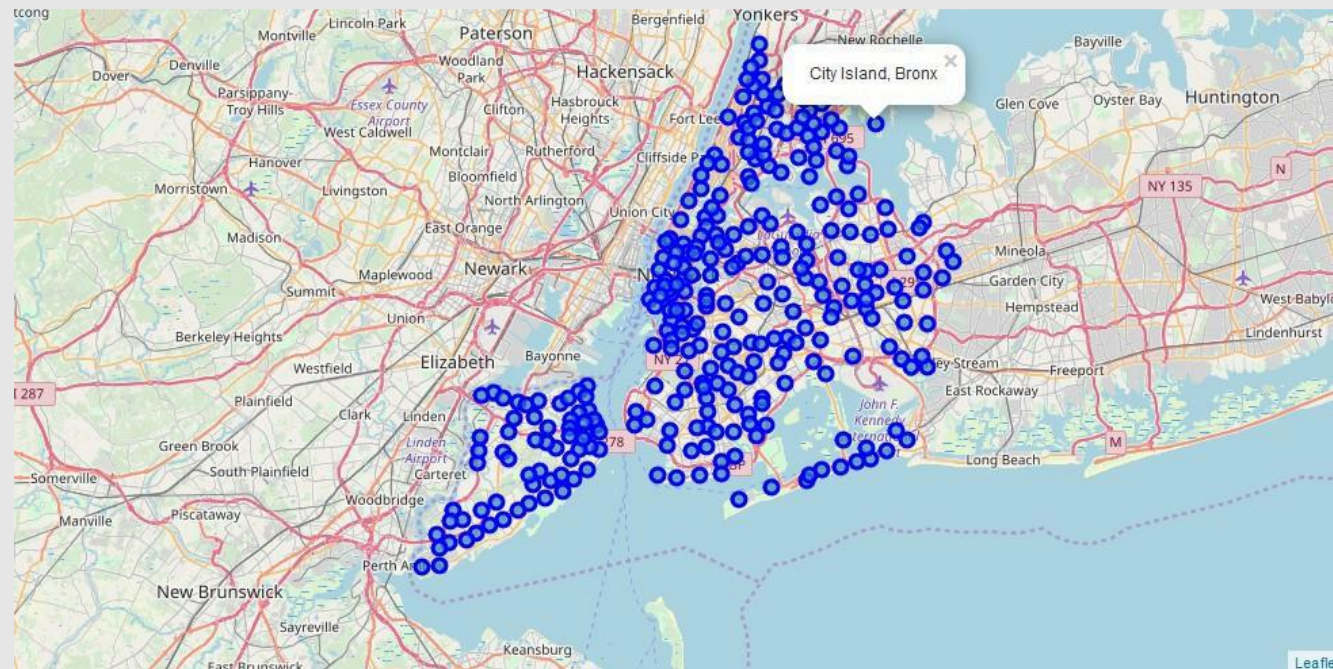 Yonkers
Bergenfield
Lincoln Park
Montville
Paterson
New Rochelle
Bayville
Denville
Woodland
Park
Dover
Hackensack
City Island, Bronx
×
Parsippany-
Troy Hills
Essex County
Airport
Clifton
Hasbrouck
Heights
Glen Cove
Oyster Bay
Huntington
West Caldwell
Fort Lee
Montclair
Rutherford
695
Hanover
Cliffside
Bloomfield
Morristown
Livingston
North Arlington
N
NY 135
Union City
East Orange
Madison
Mineola
Maplewood
Newark
Garden City
Summit
Hempstead
West Babylon
Union
Berkeley Heights
Lindenhurst
Elizabeth
Bayonne
Westfield
Freeport
East Rockaway
I 287
Plainfield
Linden
Clark
John F.
Kennedy
Green Brook
Linden
Airport
278
M
South Plainfield
Carteret
Long Beach
Somerville
Woodbridge
Piscataway
Manville
New Brunswick
Sayreville
Keansburg
East Brunswick